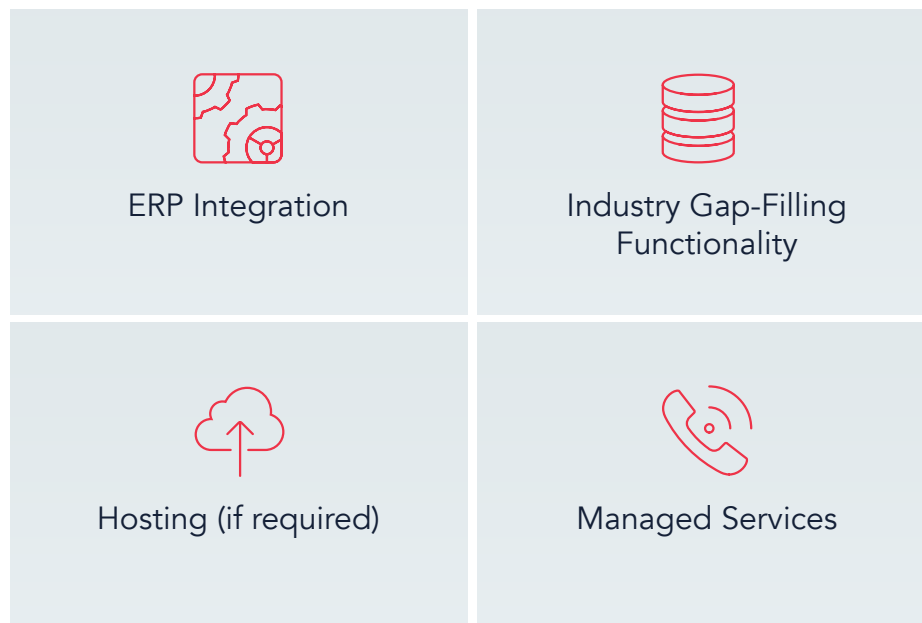 ERP Integration
Industry Gap-Filling
Functionality
Hosting (if required)
Managed Services